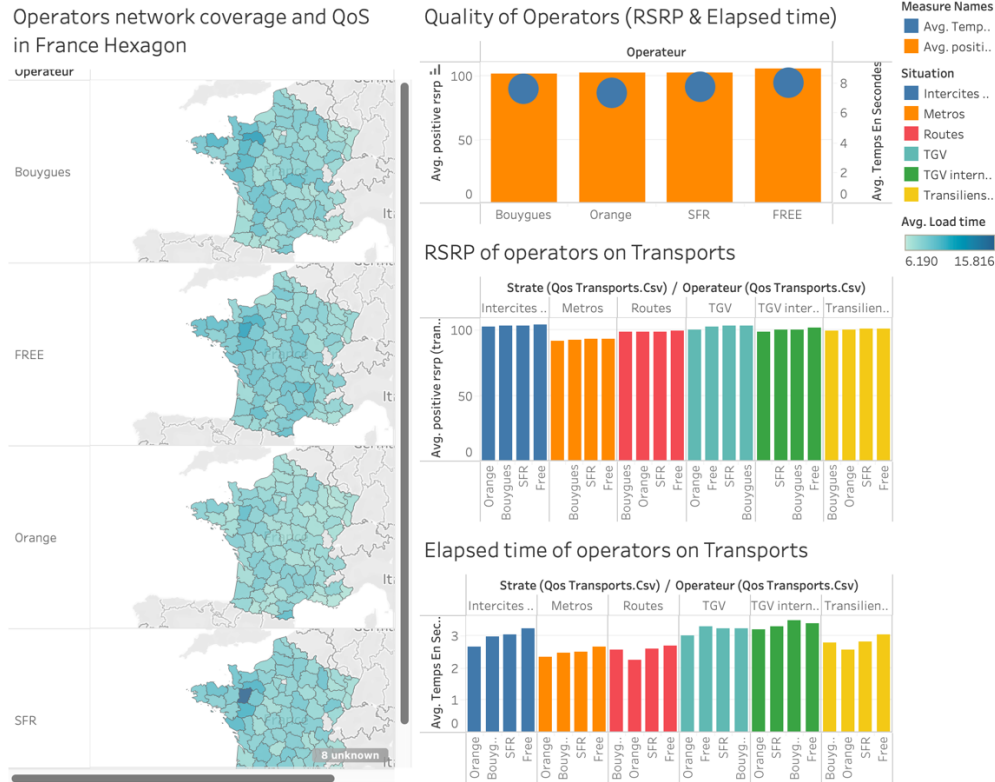 Operators network coverage and QoS
in France Hexagon
Operateur
Bouygues
FREE
Orange
SFR
8 unknown
Quality of Operators (RSRP & Elapsed time)
Operateur
Avg. positive rsrp
100
50
0
Avg. Temps En Secondes
8
6
4
2
0
Bouygues
Orange
SFR
FREE
RSRP of operators on Transports
Strate (Qos Transports.Csv) / Operateur (Qos Transports.Csv)
Intercites ..
Metros
Routes
TGV
TGV inter..
Transilien..
Avg. positive rsrp (tran..
100
50
0
Orange
Bouygues
SFR
Free
Bouygues
SFR
Free
Bouygues
Orange
SFR
Free
Orange
Free
SFR
Bouygues
Bouygues
SFR
Free
Bouygues
Orange
SFR
Free
Elapsed time of operators on Transports
Strate (Qos Transports.Csv) / Operateur (Qos Transports.Csv)
Intercites ..
Metros
Routes
TGV
TGV intern..
Transilien..
Avg. Temps En Sec..
3
2
1
0
Orange
Bouyg..
SFR
Free
Orange
Bouyg..
SFR
Free
Bouyg..
Orange
SFR
Free
Orange
Free
SFR
Bouyg..
Orange
SFR
Bouyg..
Free
Bouyg..
Orange
SFR
Free
Measure Names
Avg. Temp..
Avg. positi..
Situation
Intercites ..
Metros
Routes
TGV
TGV intern..
Transiliens..
Avg. Load time
6.190
15.816